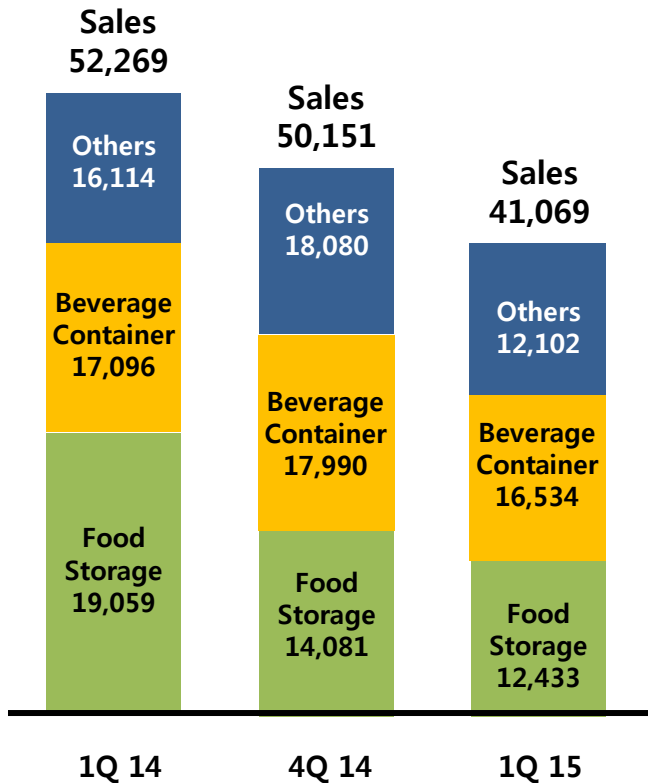 Sales
52,269
Others
16,114
Beverage
Container
17,096
Food
Storage
19,059
1Q 14
Sales
50,151
Others
18,080
Beverage
Container
17,990
Food
Storage
14,081
4Q 14
Sales
41,069
Others
12,102
Beverage
Container
16,534
Food
Storage
12,433
1Q 15